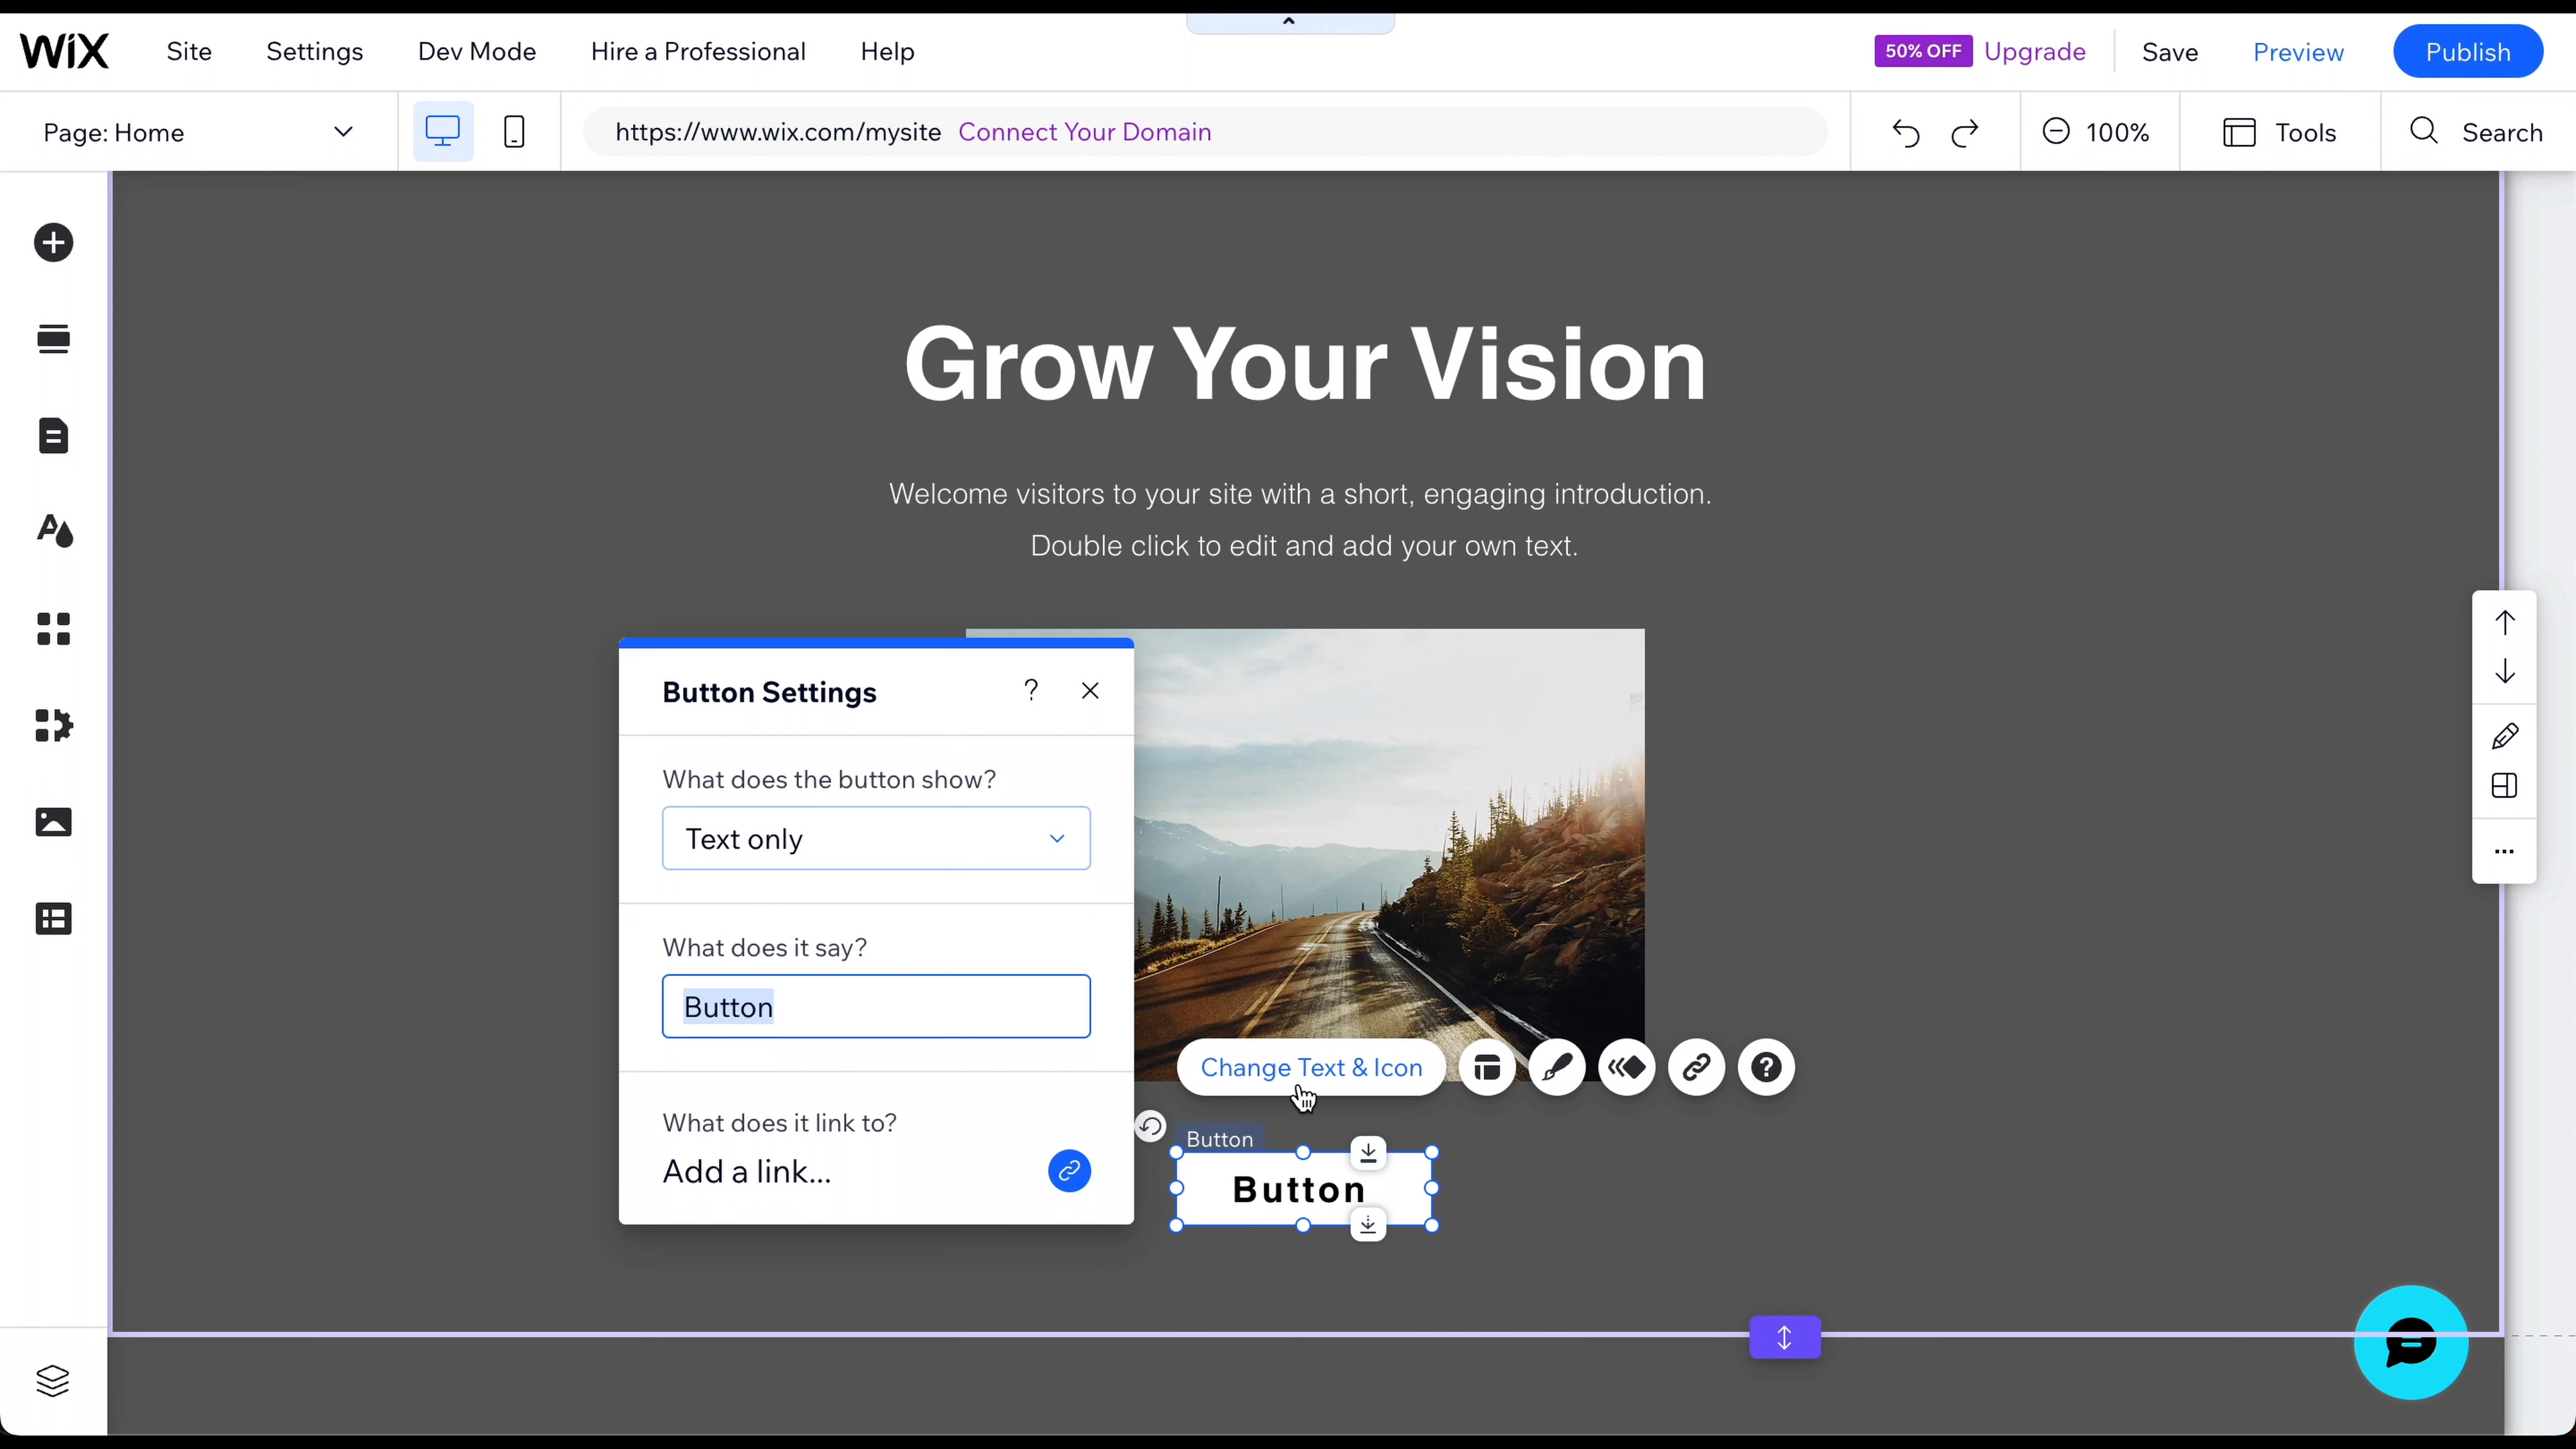 WiX
Site
Settings
Dev Mode
Hire a Professional
Help
50% OFF
Upgrade
Save
Preview
Publish
Page: Home
https://www.wix.com/mysite
Connect Your Domain
100%
Tools
Search
Grow Your Vision
Welcome visitors to your site with a short, engaging introduction.
Double click to edit and add your own text.
Button Settings
?
What does the button show?
Text only
What does it say?
Button
What does it link to?
Add a link...
Change Text & Icon
?
Button
Button